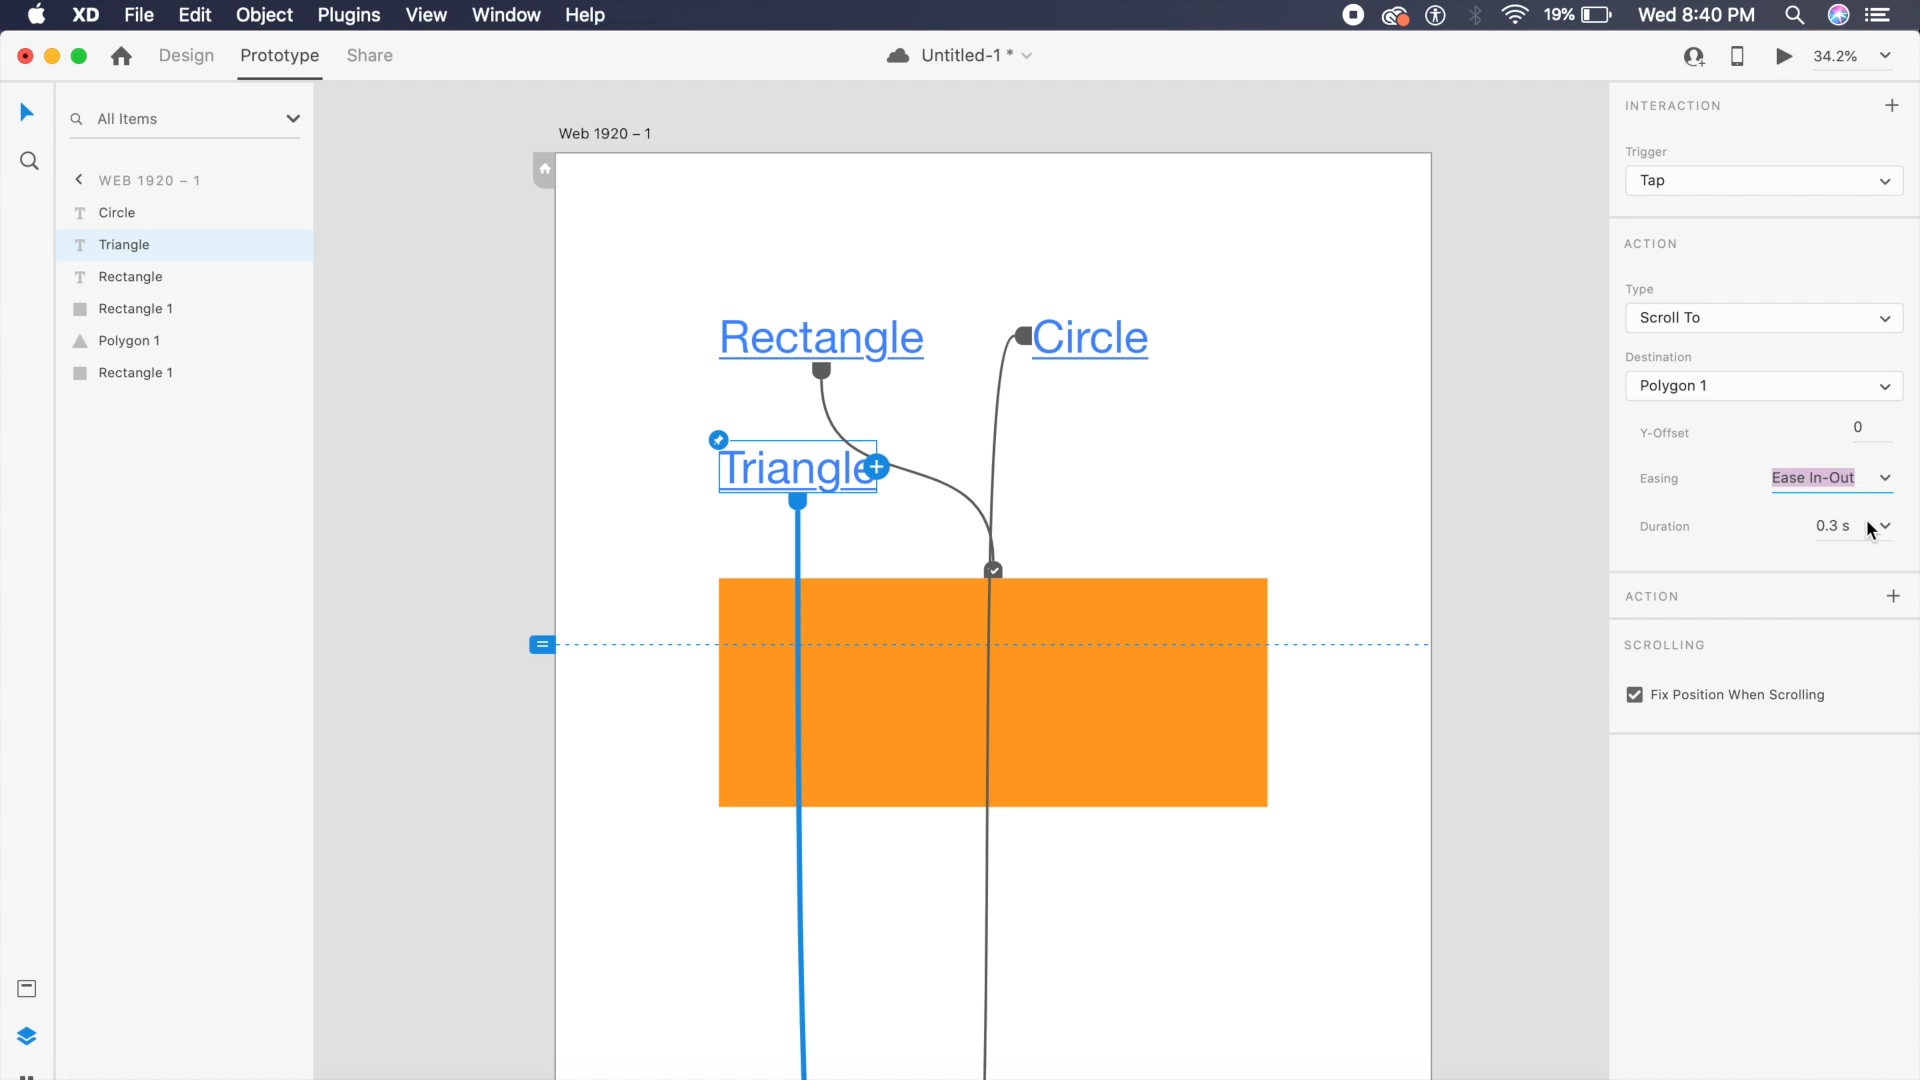 XD File Edit Object Plugins View Window Help 19% Wed 8:40 PM
Design Prototype Share Untitled-1 * 34.2%
All Items
WEB 1920 – 1
Circle
Triangle
Rectangle
Rectangle 1
Polygon 1
Rectangle 1
Web 1920 – 1
Rectangle Circle
Triangle
INTERACTION
Trigger
Tap
ACTION
Type
Scroll To
Destination
Polygon 1
Y-Offset 0
Easing Ease In-Out
Duration 0.3 s
ACTION
SCROLLING
Fix Position When Scrolling